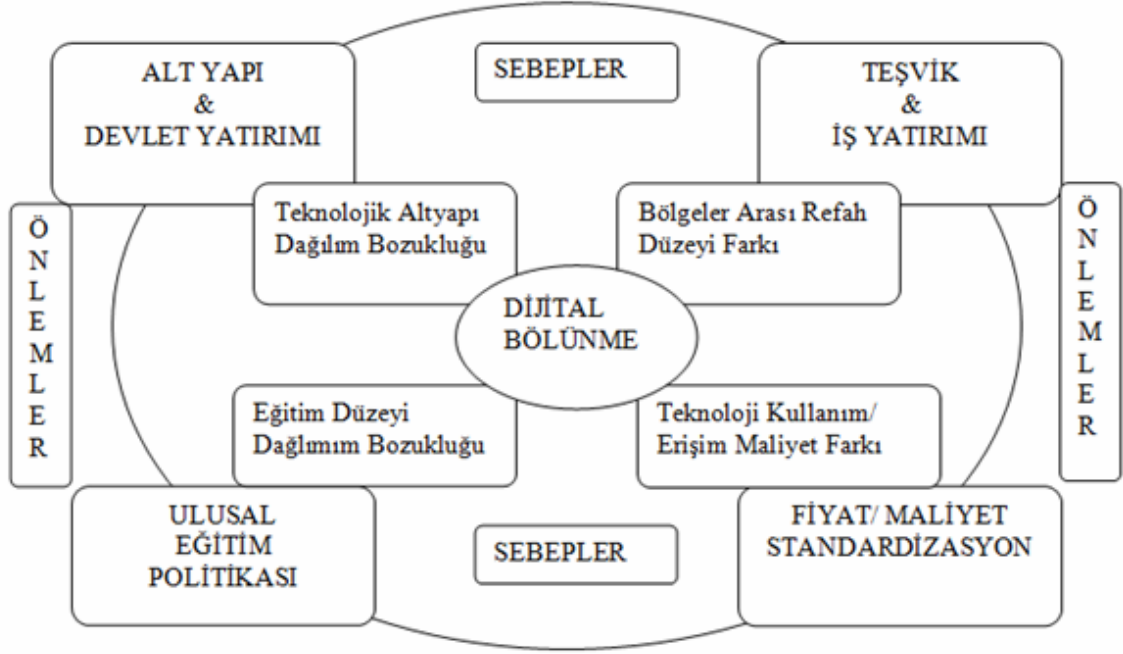 ALT YAPI
&
DEVLET YATIRIMI
SEBEPLER
TEŞVİK
&
İŞ YATIRIMI
Ö
N
L
E
M
L
E
R
Teknolojik Altyapı
Dağılım Bozukluğu
Bölgeler Arası Refah
Düzeyi Farkı
Ö
N
L
E
M
L
E
R
DİJİTAL
BÖLÜNME
Eğitim Düzeyi
Dağlımım Bozukluğu
Teknoloji Kullanım/
Erişim Maliyet Farkı
ULUSAL
EĞİTİM
POLİTİKASI
SEBEPLER
FİYAT/ MALİYET
STANDARDİZASYON